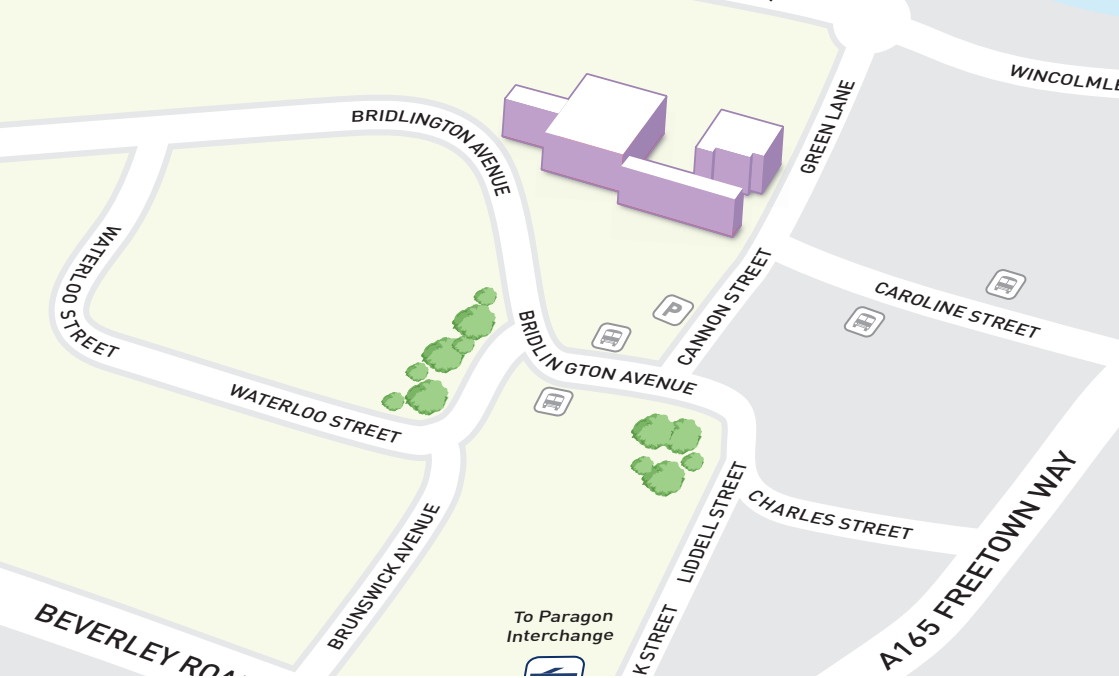 WINCOLMLE
GREEN LANE
BRIDLINGTON AVENUE
WATERLOO STREET
CANNON STREET
CAROLINE STREET
P
BRIDLIN GTON AVENUE
WATERLOO STREET
LIDDELL STREET
CHARLES STREET
A165 FREETOWN WAY
BRUNSWICK AVENUE
To Paragon
Interchange
K STREET
BEVERLEY ROA